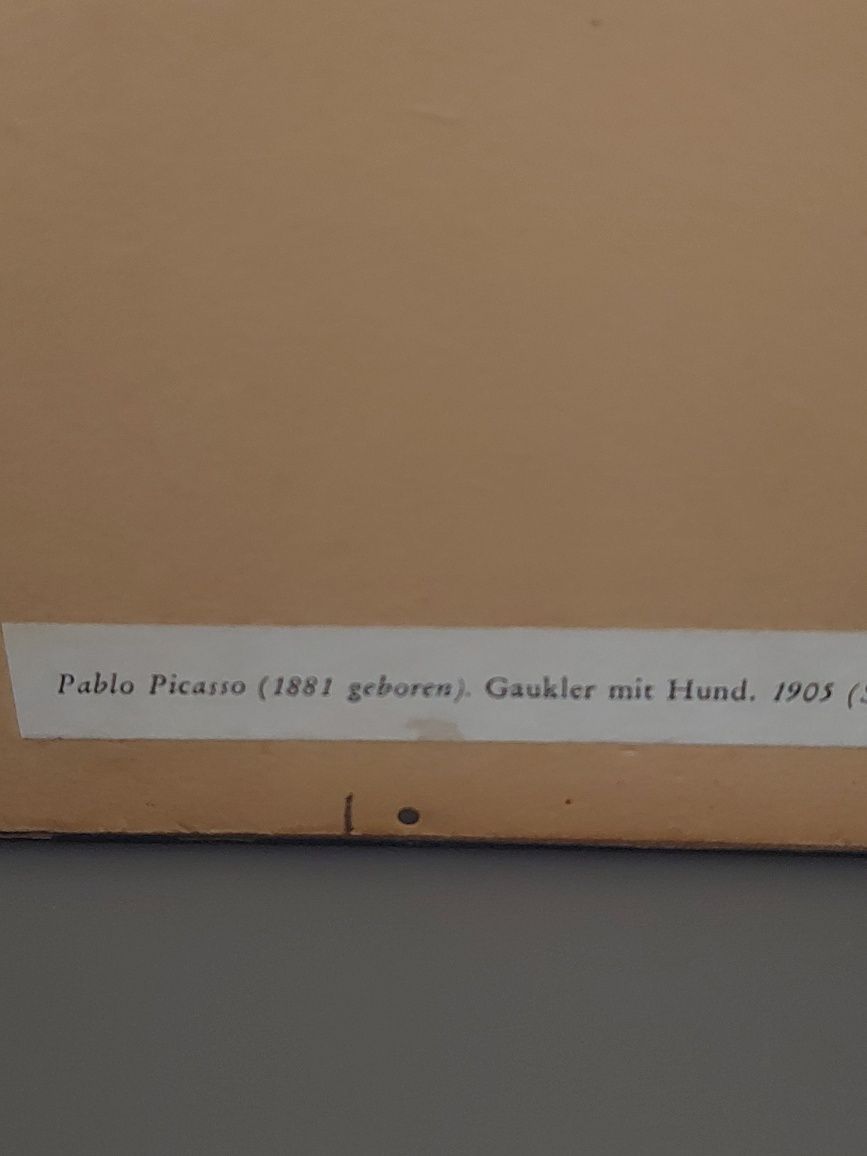 Pablo Picasso (1881 geboren). Gaukler mit Hund. 1905 (